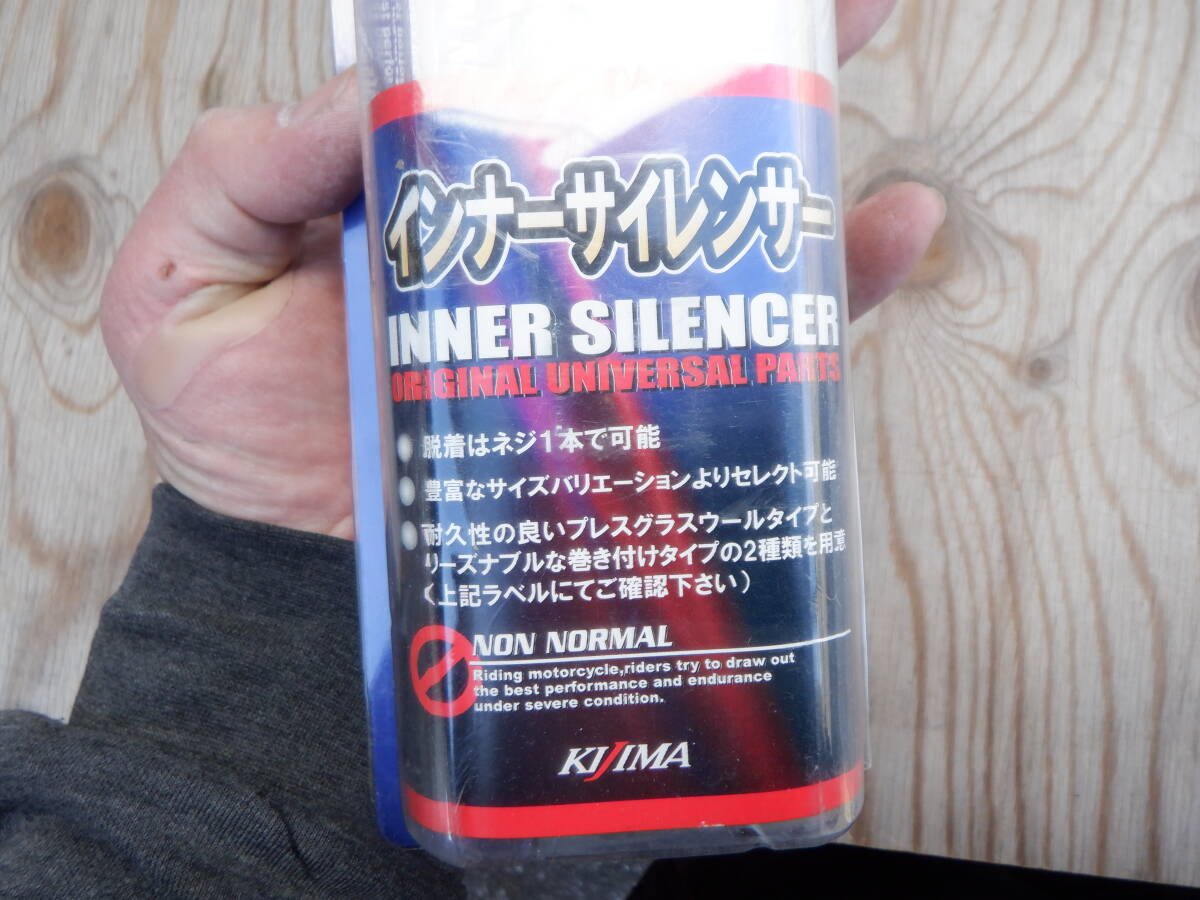 インナーサイレンサー
INNER SILENCER
ORIGINAL UNIVERSAL PARTS
脱着はネジ1本で可能
豊富なサイズバリエーションよりセレクト可能
耐久性の良いプレスグラスウールタイプと
リーズナブルな巻き付けタイプの2種類を用意
(上記ラベルにてご確認下さい)
NON NORMAL
Riding motorcycle,riders try to draw out
the best performance and endurance
under severe condition.
KIJIMA